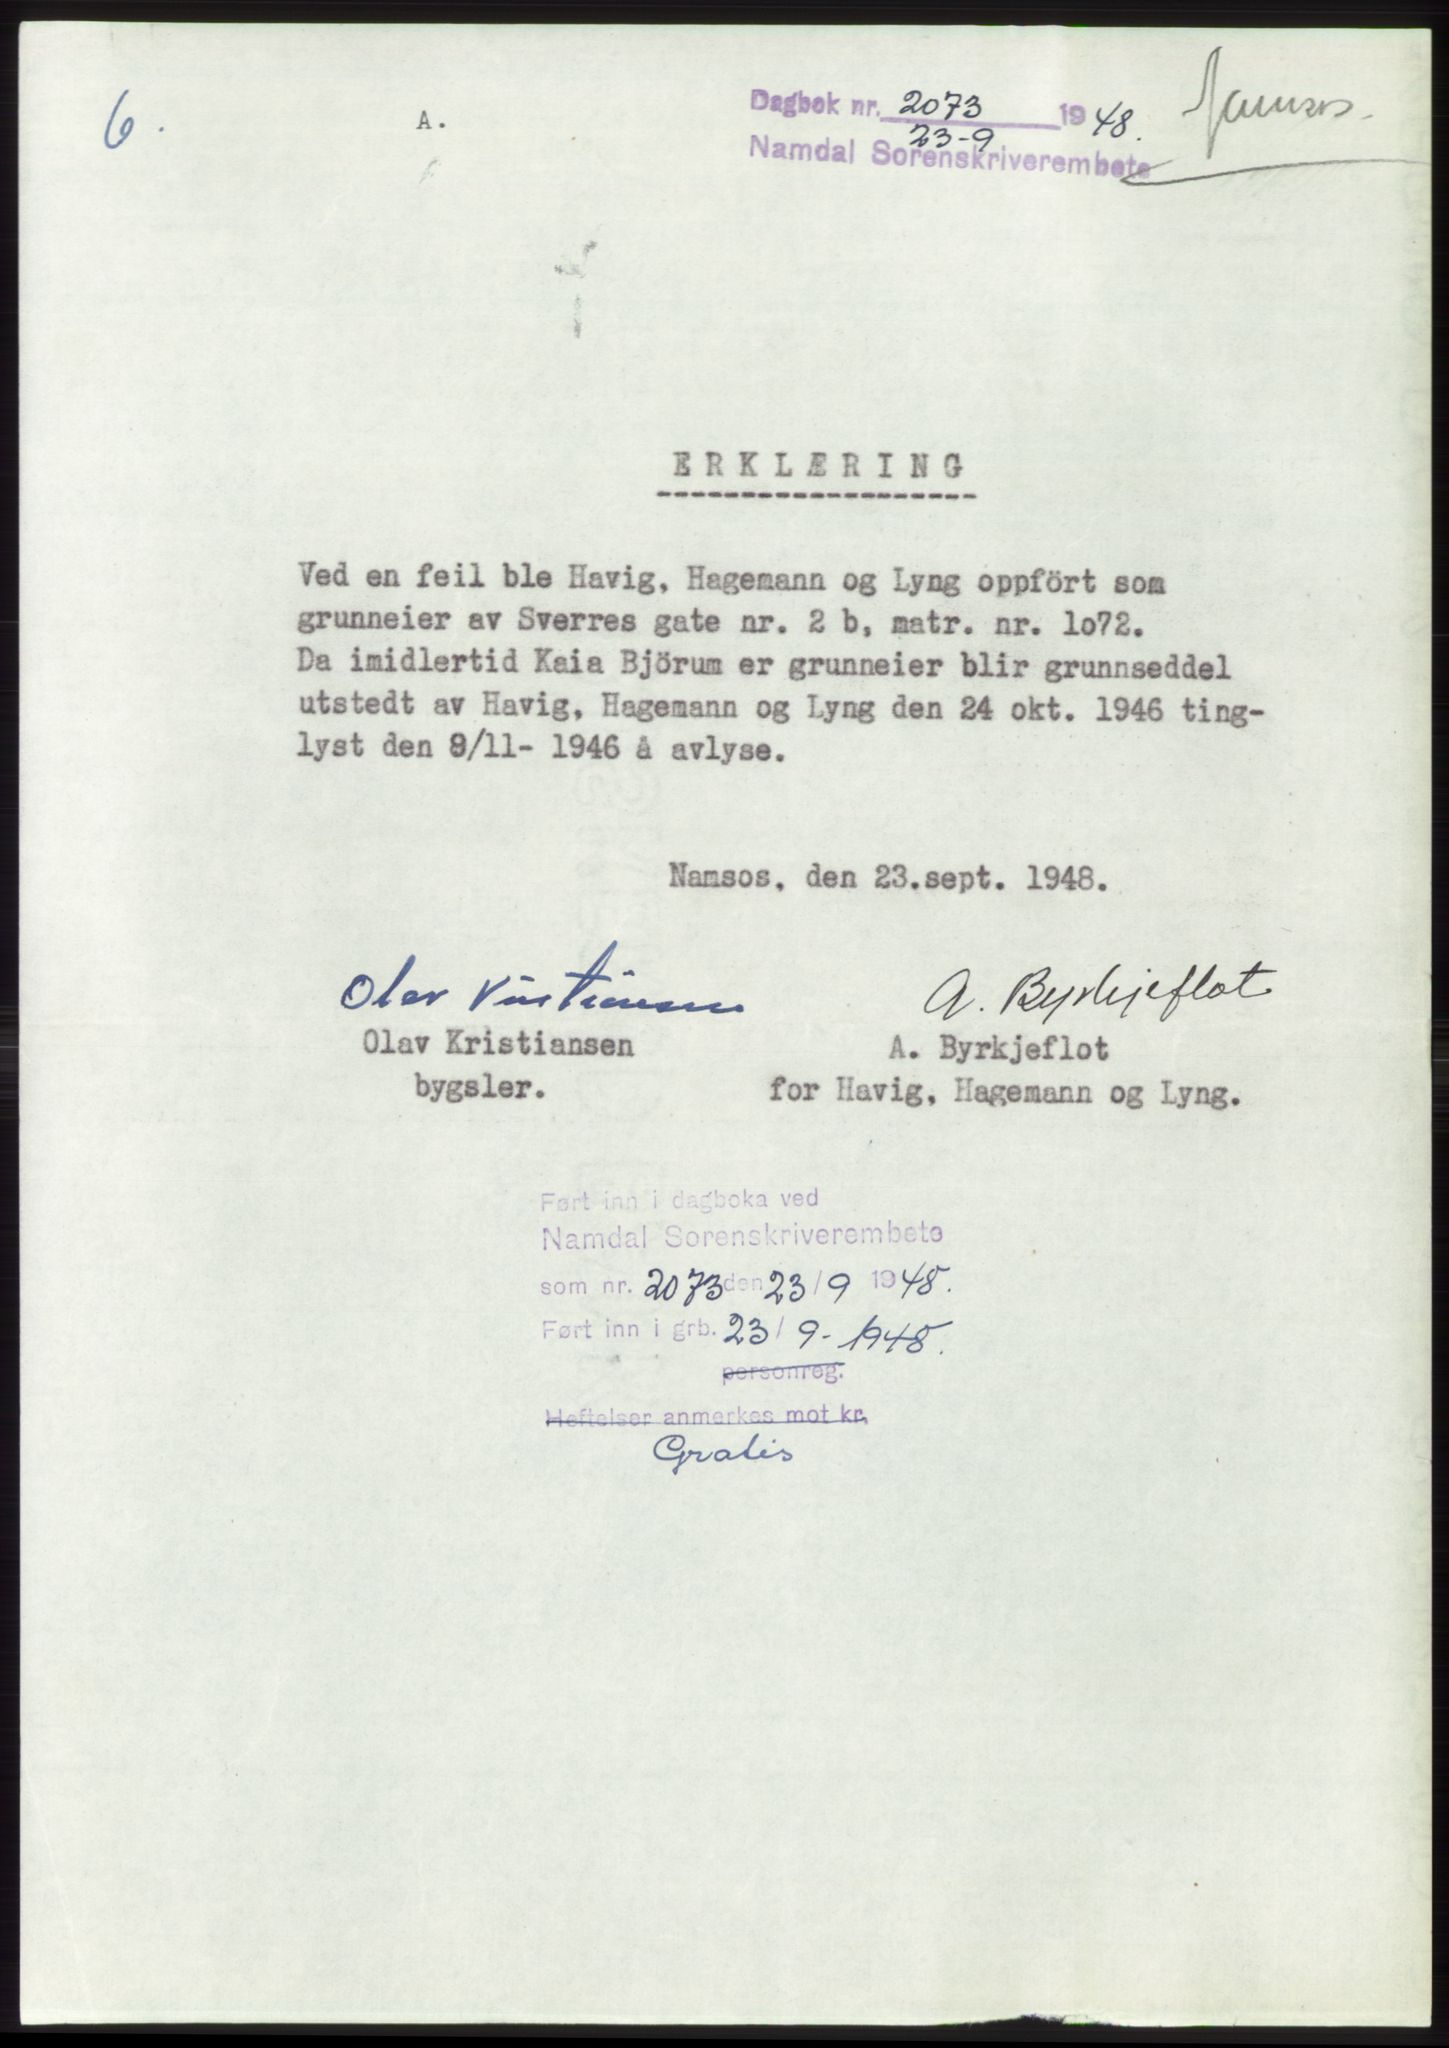 6.
A.
Dagbok nr. 2073 1948.
23-9
Namdal Sorenskriverembete
Namsos.
ERKLÆRING
Ved en feil ble Havig, Hagemann og Lyng oppfört som
grunneier av Sverres gate nr. 2 b, matr. nr. 1o72.
Da imidlertid Kaia Björum er grunneier blir grunnseddel
utstedt av Havig, Hagemann og Lyng den 24 okt. 1946 ting-
lyst den 8/11- 1946 å avlyse.
Namsos, den 23.sept. 1948.
Olav Kristiansen
A. Byrkjeflot
Olav Kristiansen
A. Byrkjeflot
bygsler.
for Havig, Hagemann og Lyng.
Ført inn i dagboka ved
Namdal Sorenskriverembete
som nr. 2073 den 23/9 1948.
Ført inn i grb. 23/9-1948.
personreg.
Heftelser anmerkes mot kr.
Gratis